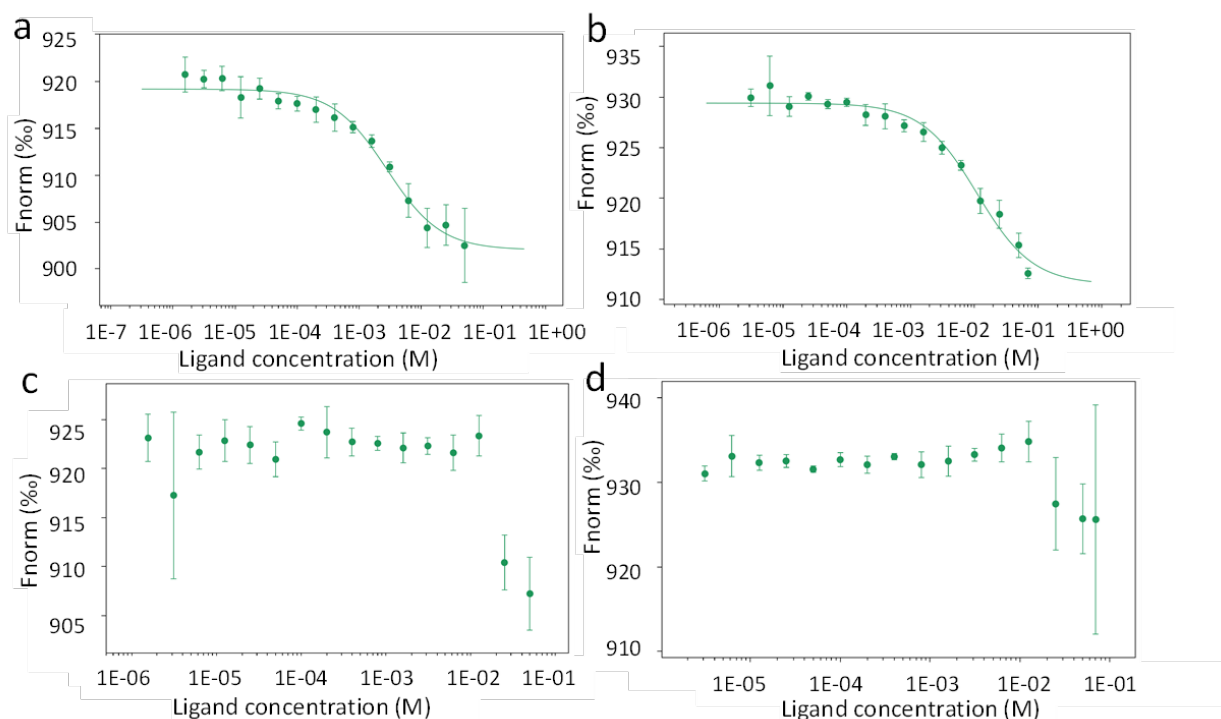 a
925
920
915
910
905
900
Fnorm (‰)
1E-7 1E-06 1E-05 1E-04 1E-03 1E-02 1E-01 1E+00
Ligand concentration (M)
b
935
930
925
920
915
910
Fnorm (‰)
1E-06 1E-05 1E-04 1E-03 1E-02 1E-01 1E+00
Ligand concentration (M)
c
925
920
915
910
905
Fnorm (‰)
1E-06 1E-05 1E-04 1E-03 1E-02 1E-01
Ligand concentration (M)
d
940
930
920
910
Fnorm (‰)
1E-05 1E-04 1E-03 1E-02 1E-01
Ligand concentration (M)